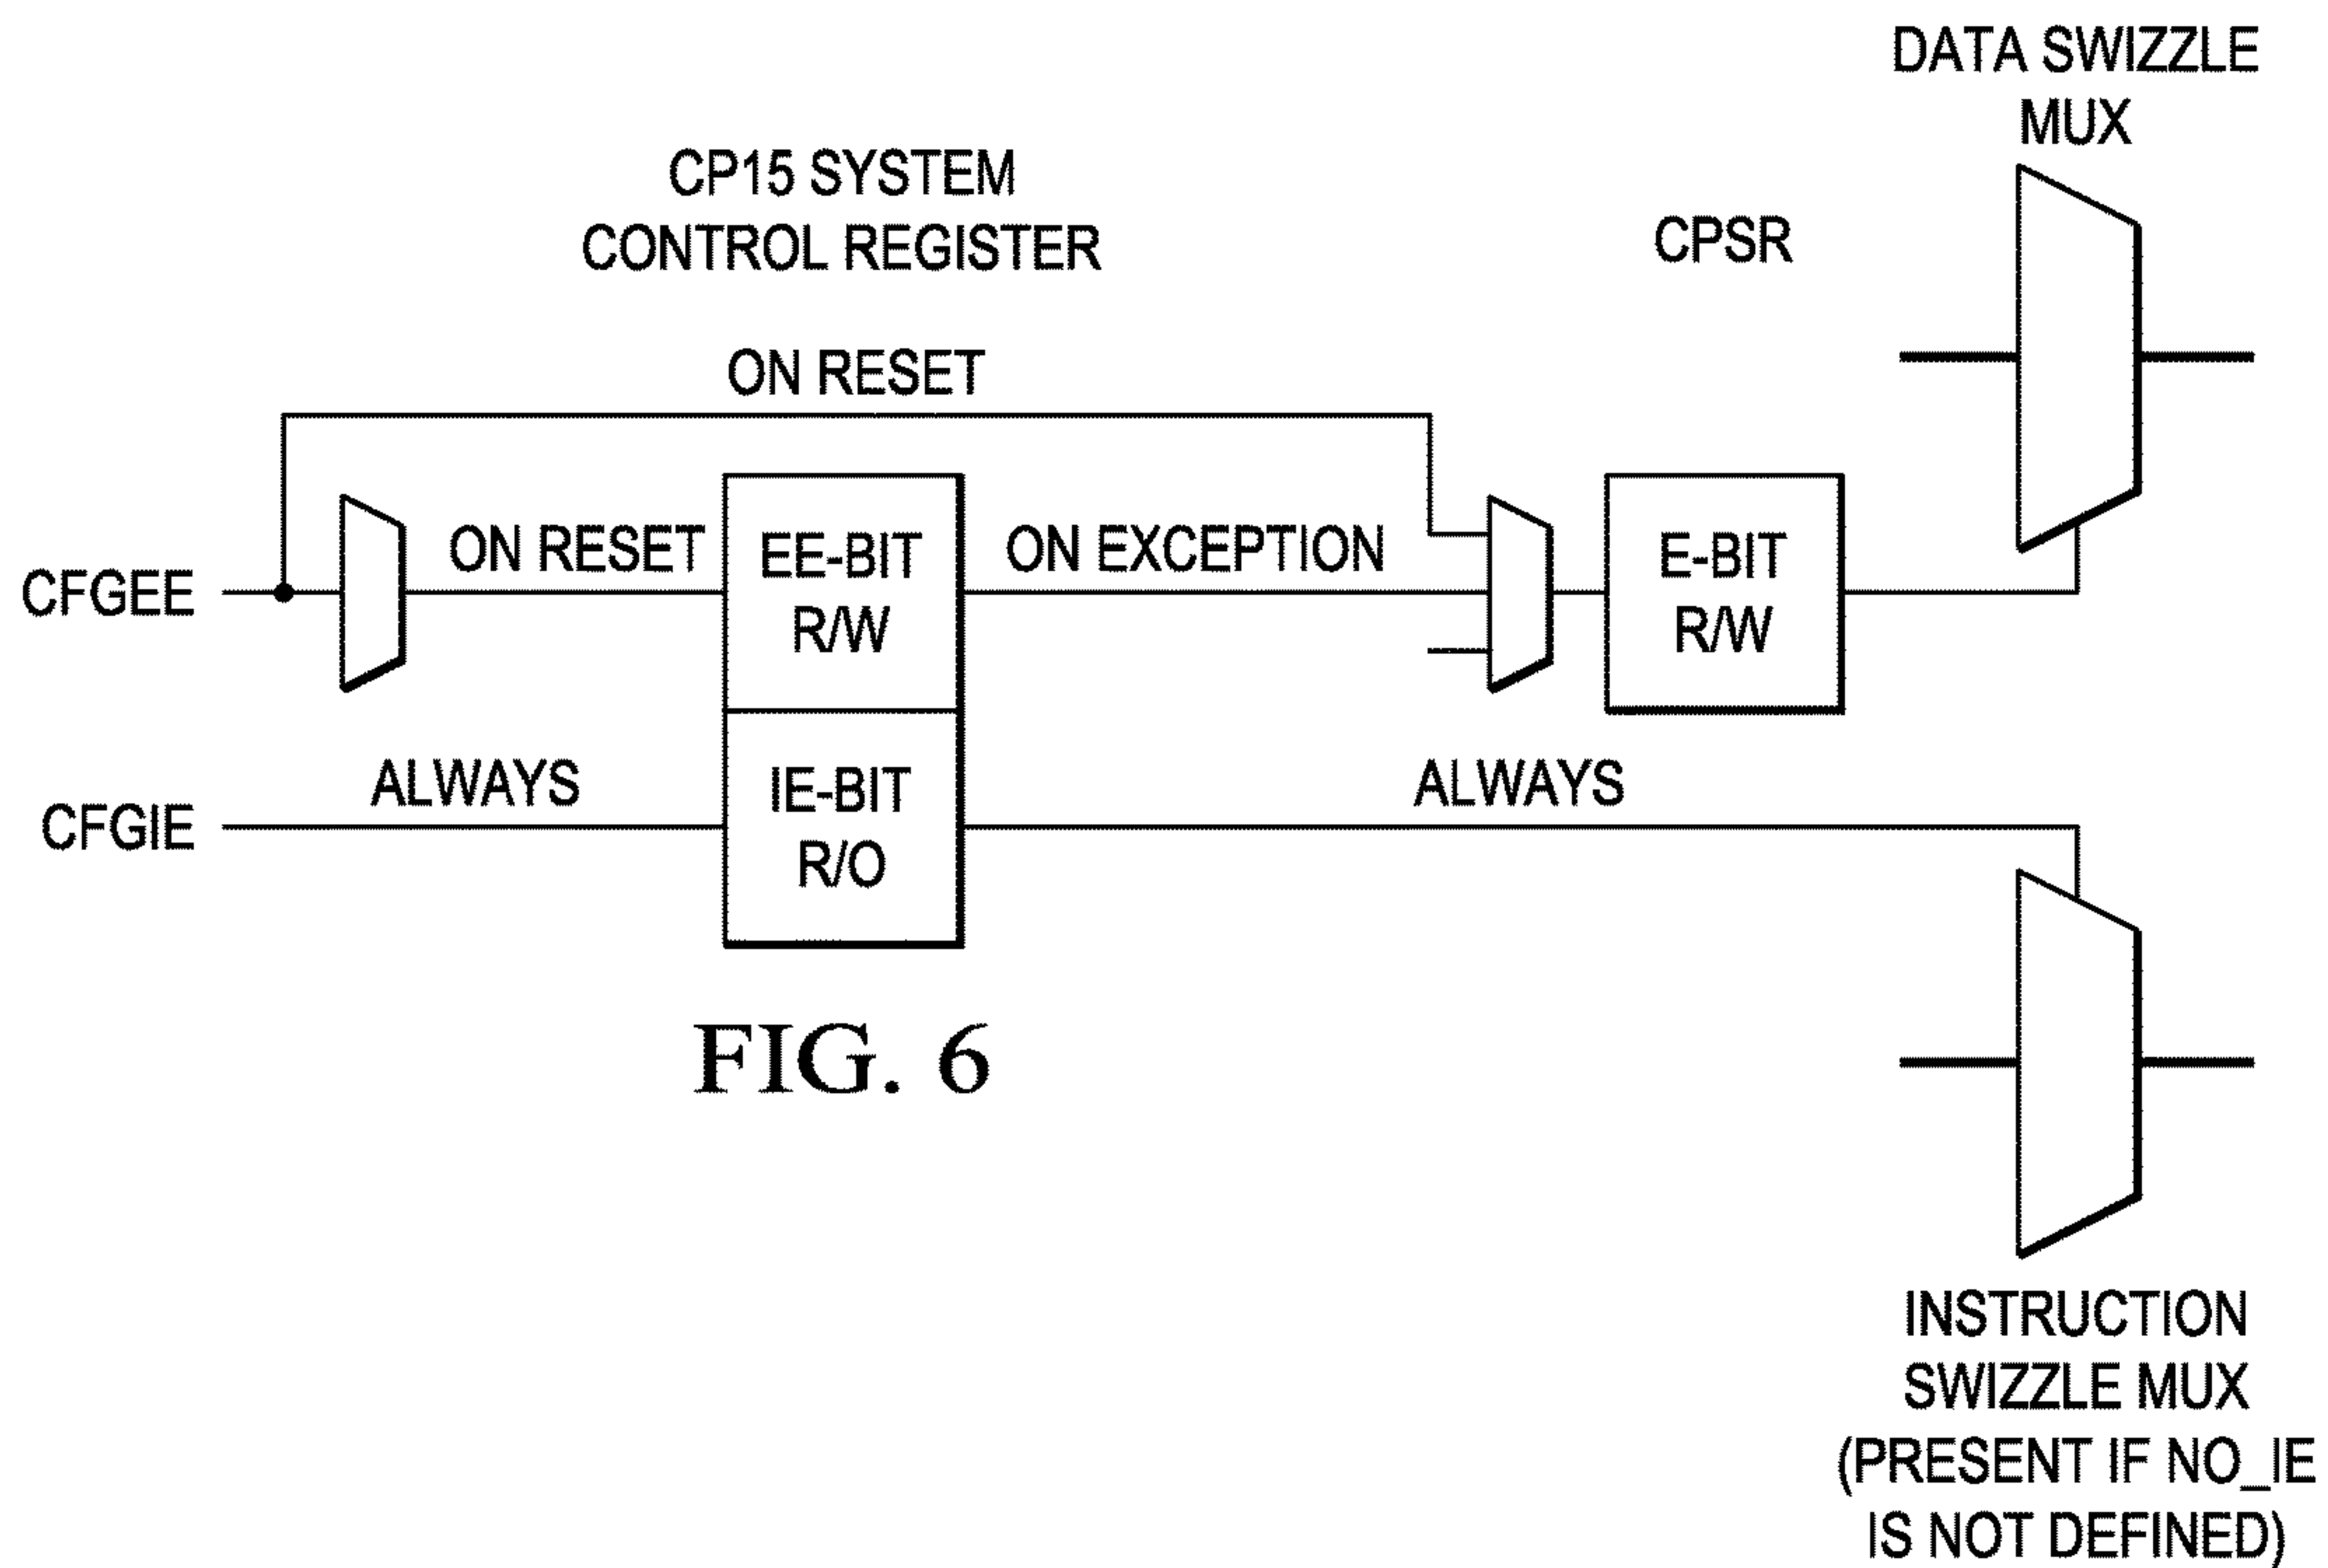 DATA SWIZZLE
MUX
CP15 SYSTEM
CONTROL REGISTER
CPSR
ON RESET
CFGEE
ON RESET
EE-BIT
R/W
ON EXCEPTION
E-BIT
R/W
CFGIE
ALWAYS
IE-BIT
R/O
ALWAYS
FIG. 6
INSTRUCTION
SWIZZLE MUX
(PRESENT IF NO_IE
IS NOT DEFINED)